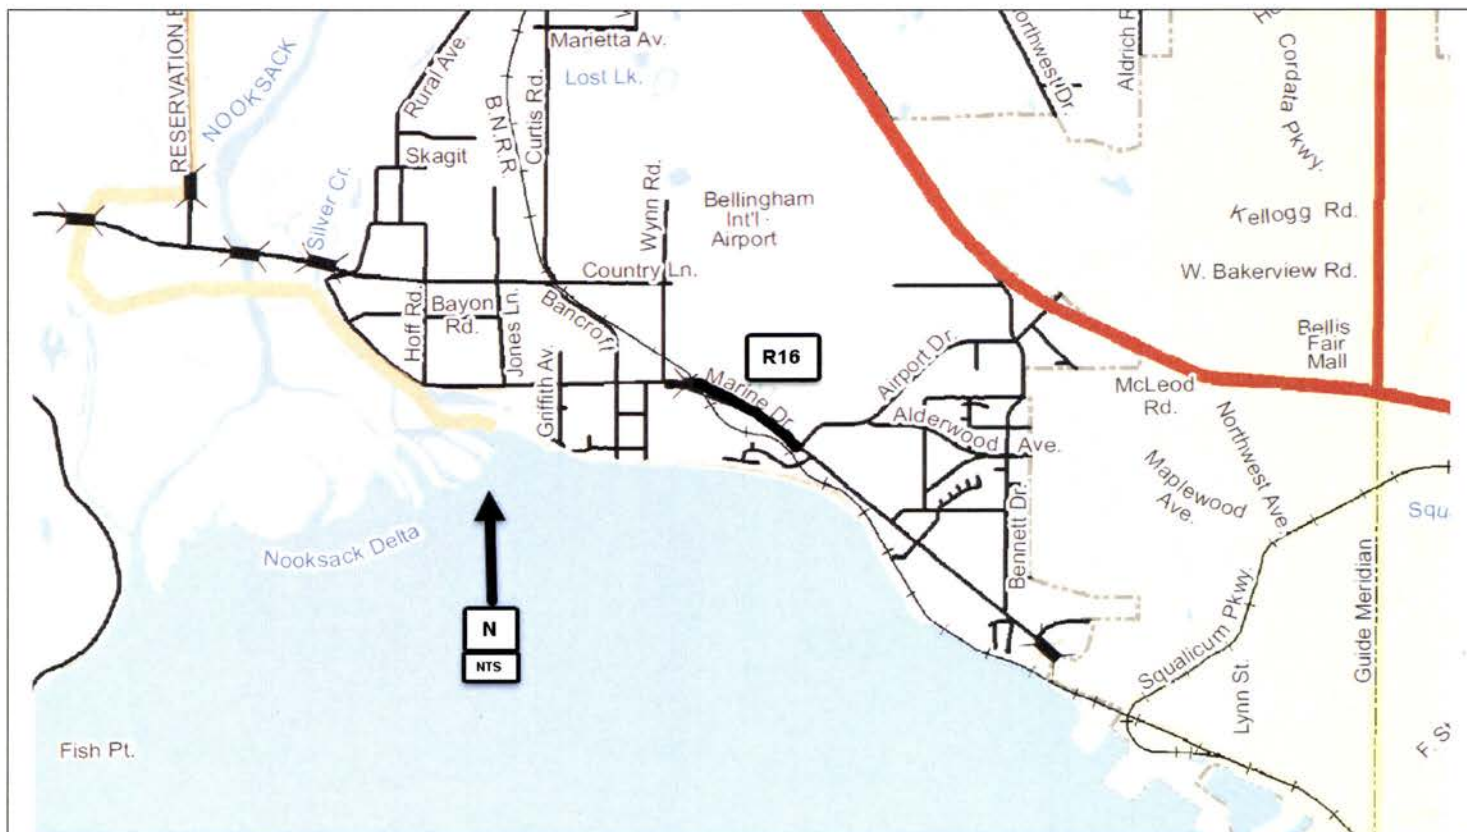 RESERVATION
NOOKSACK
Silver Cr.
Rural Ave.
Skagit
B.N.R.R
Curtis Rd.
Marietta Av.
Lost Lk.
Wynn Rd.
Bellingham
Int'l
Airport
Country Ln.
Northwest Dr.
Aldrich R
Cordata Pkwy.
Kellogg Rd.
W. Bakerview Rd.
Bellis
Fair
Mall
Hoff Rd.
Bayon
Rd.
Jones Ln.
Bancroft
Griffith Av.
R16
Marine Dr.
Airport Dr.
Alderwood Ave.
McLeod
Rd.
Northwest Ave.
Maplewood
Ave.
Bennett Dr.
Squ
Guide Meridian
Squalicum Pkwy.
Lynn St.
F. S
Nooksack Delta
N
NTS
Fish Pt.